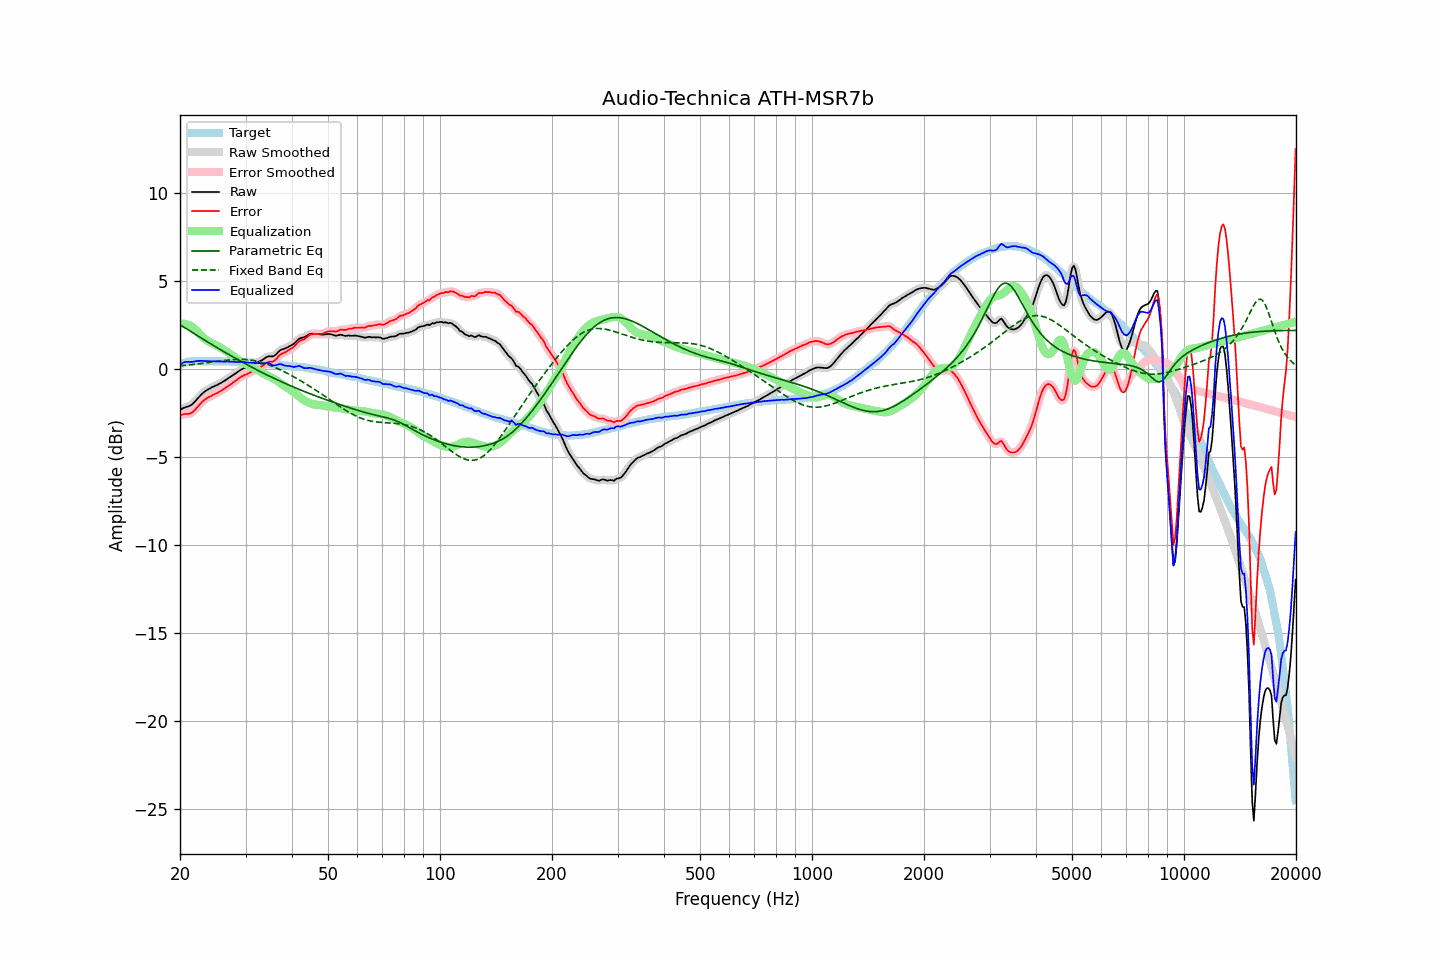 Audio-Technica ATH-MSR7b
Target
Raw Smoothed
Error Smoothed
Raw
Error
Equalization
Parametric Eq
Fixed Band Eq
Equalized
Amplitude (dBr)
10
5
0
−5
−10
−15
−20
−25
20
50
100
200
500
1000
2000
5000
10000
20000
Frequency (Hz)